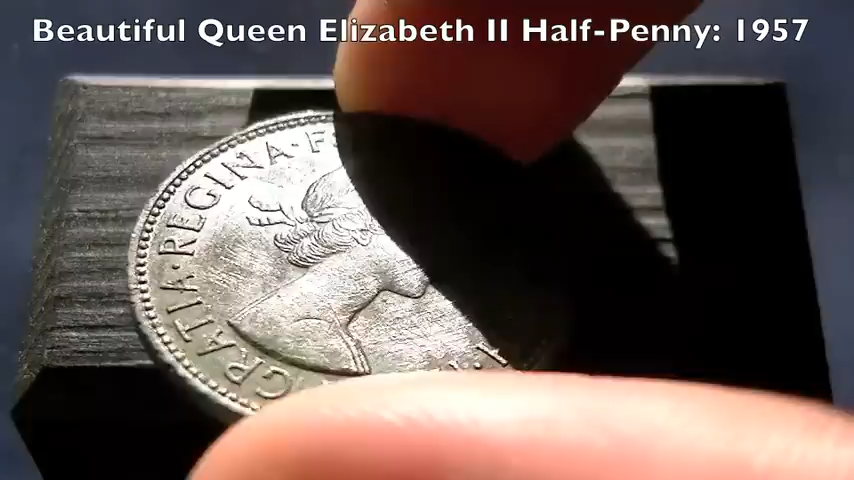 Beautiful Queen Elizabeth II Half-Penny: 1957
GRATIA·REGINA·F